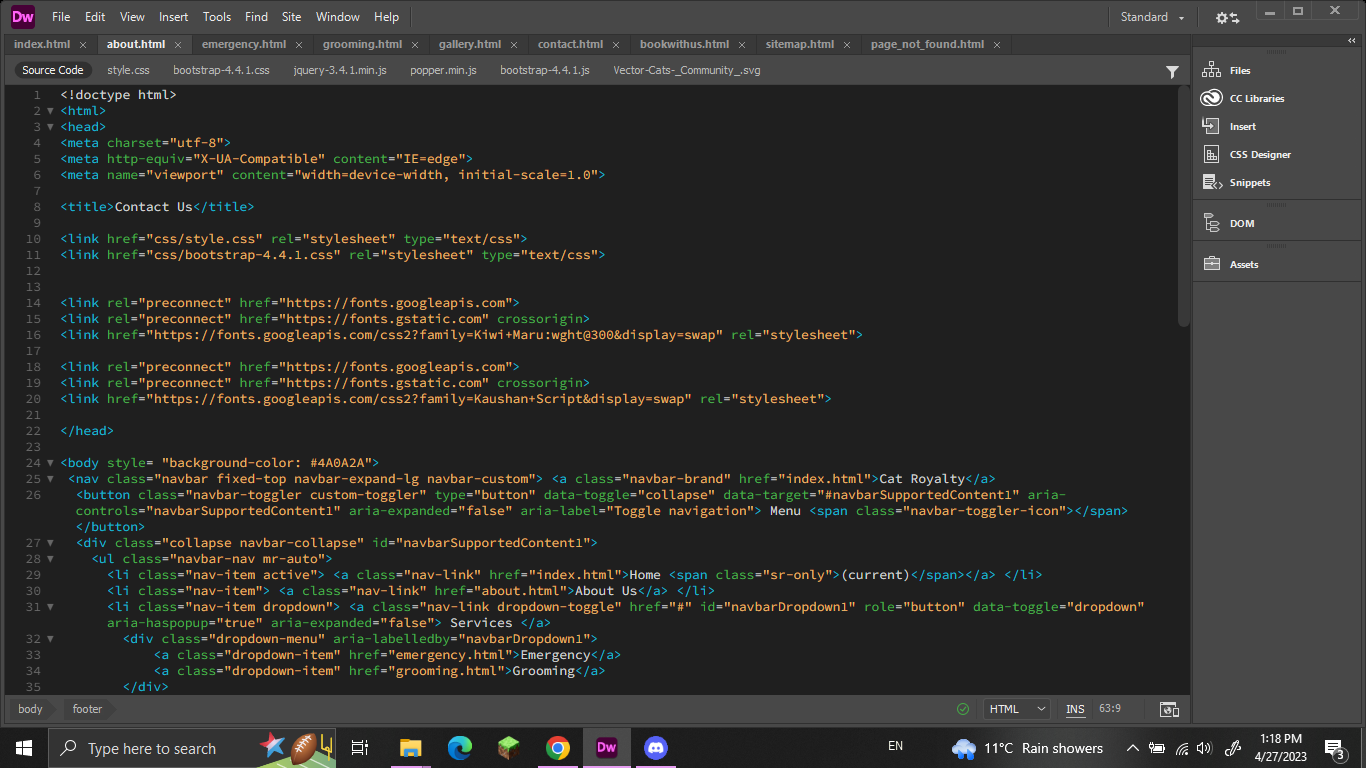 Dw File Edit View Insert Tools Find Site Window Help Standard
index.html × about.html × emergency.html × grooming.html × gallery.html × contact.html × bookwithus.html × sitemap.html × page_not_found.html ×
Source Code style.css bootstrap-4.4.1.css jquery-3.4.1.min.js popper.min.js bootstrap-4.4.1.js Vector-Cats-_Community_.svg
1 <!doctype html>
2 <html>
3 <head>
4 <meta charset="utf-8">
5 <meta http-equiv="X-UA-Compatible" content="IE=edge">
6 <meta name="viewport" content="width=device-width, initial-scale=1.0">
7
8 <title>Contact Us</title>
9
10 <link href="css/style.css" rel="stylesheet" type="text/css">
11 <link href="css/bootstrap-4.4.1.css" rel="stylesheet" type="text/css">
12
13
14 <link rel="preconnect" href="https://fonts.googleapis.com">
15 <link rel="preconnect" href="https://fonts.gstatic.com" crossorigin>
16 <link href="https://fonts.googleapis.com/css2?family=Kiwi+Maru:wght@300&display=swap" rel="stylesheet">
17
18 <link rel="preconnect" href="https://fonts.googleapis.com">
19 <link rel="preconnect" href="https://fonts.gstatic.com" crossorigin>
20 <link href="https://fonts.googleapis.com/css2?family=Kaushan+Script&display=swap" rel="stylesheet">
21
22 </head>
23
24 <body style= "background-color: #4A0A2A">
25 <nav class="navbar fixed-top navbar-expand-lg navbar-custom"> <a class="navbar-brand" href="index.html">Cat Royalty</a>
26 <button class="navbar-toggler custom-toggler" type="button" data-toggle="collapse" data-target="#navbarSupportedContent1" aria-
controls="navbarSupportedContent1" aria-expanded="false" aria-label="Toggle navigation"> Menu <span class="navbar-toggler-icon"></span>
</button>
27 <div class="collapse navbar-collapse" id="navbarSupportedContent1">
28 <ul class="navbar-nav mr-auto">
29 <li class="nav-item active"> <a class="nav-link" href="index.html">Home <span class="sr-only">(current)</span></a> </li>
30 <li class="nav-item"> <a class="nav-link" href="about.html">About Us</a> </li>
31 <li class="nav-item dropdown"> <a class="nav-link dropdown-toggle" href="#" id="navbarDropdown1" role="button" data-toggle="dropdown"
aria-haspopup="true" aria-expanded="false"> Services </a>
32 <div class="dropdown-menu" aria-labelledby="navbarDropdown1">
33 <a class="dropdown-item" href="emergency.html">Emergency</a>
34 <a class="dropdown-item" href="grooming.html">Grooming</a>
35 </div>
Files
CC Libraries
Insert
CSS Designer
Snippets
DOM
Assets
body footer HTML INS 63:9
Type here to search Dw EN 11°C Rain showers 1:18 PM
4/27/2023 3